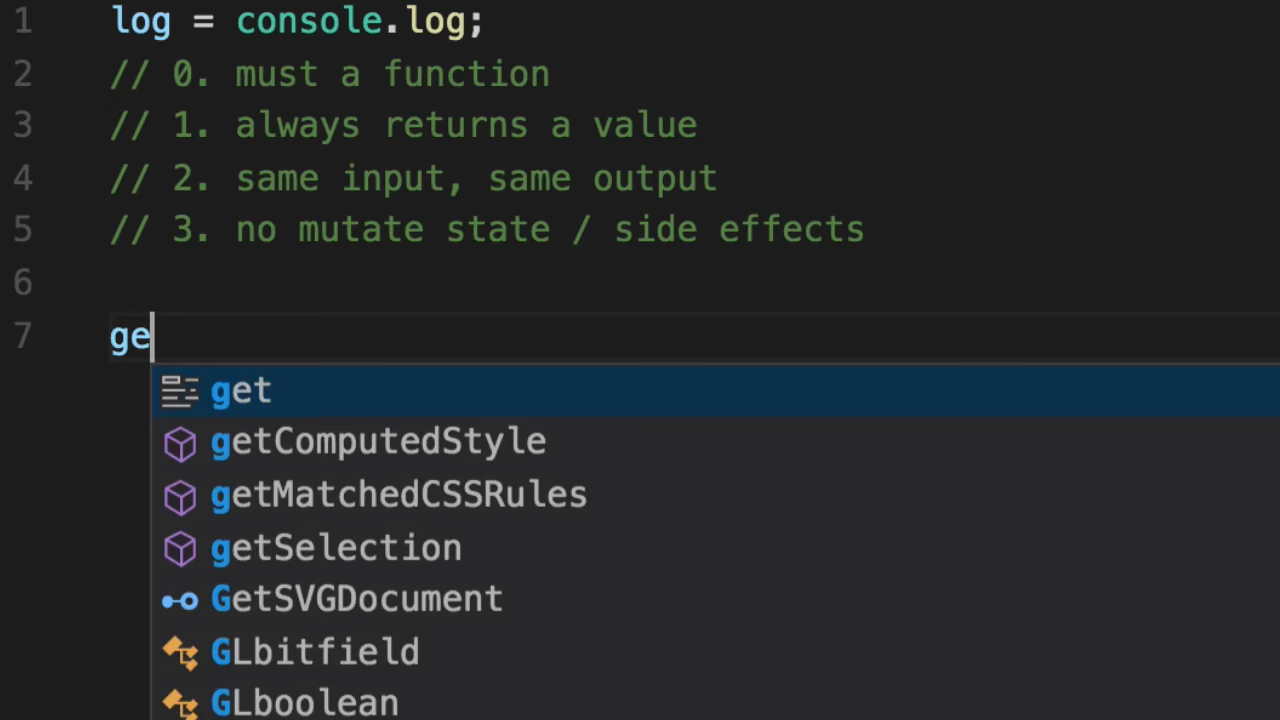 1 log = console.log;
2 // 0. must a function
3 // 1. always returns a value
4 // 2. same input, same output
5 // 3. no mutate state / side effects
6
7 ge
get
getComputedStyle
getMatchedCSSRules
getSelection
GetSVGDocument
GLbitfield
GLboolean